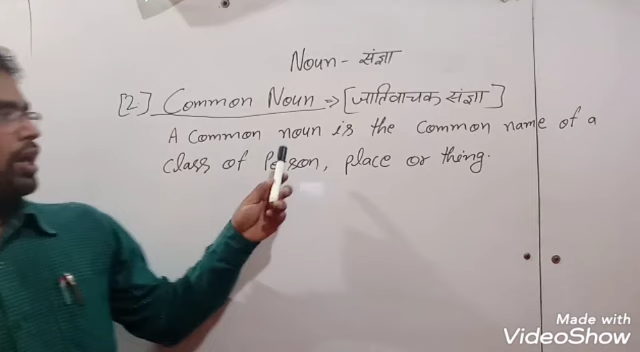 Noun - संज्ञा
[2] Common Noun => [जातिवाचक संज्ञा]
A common noun is the common name of a
class of Person, place or thing.
Made with
VideoShow